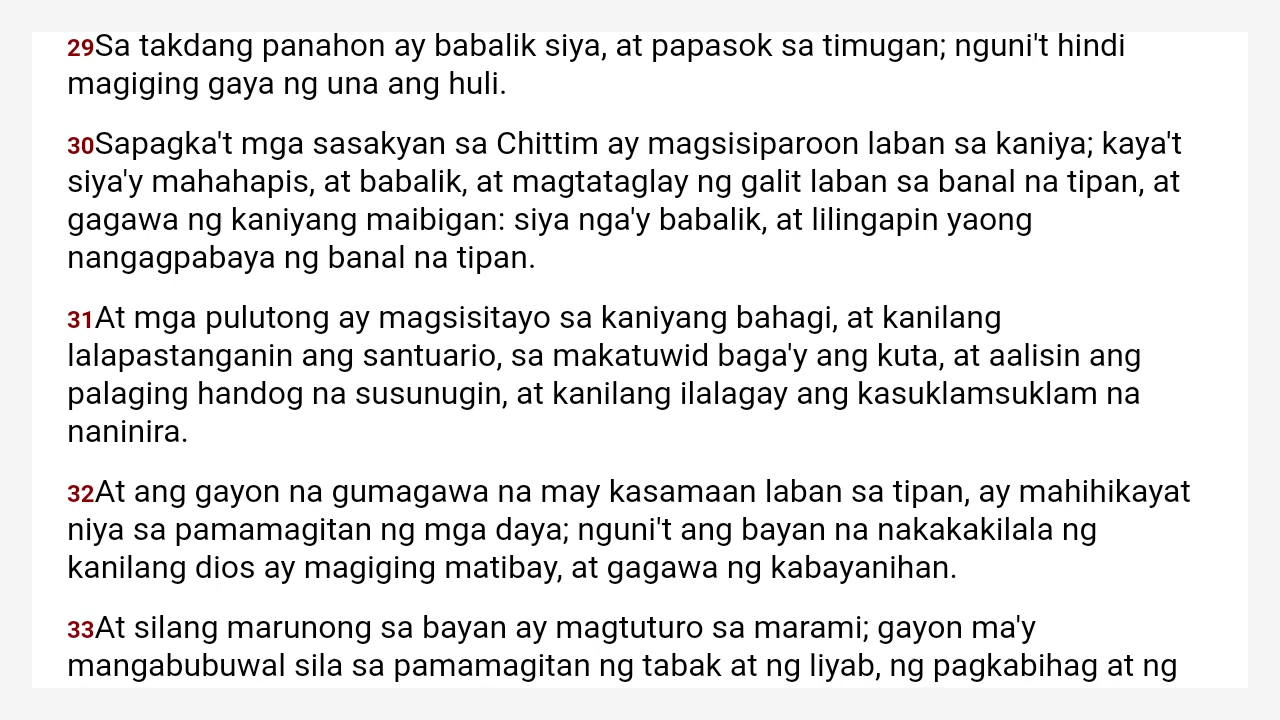 29Sa takdang panahon ay babalik siya, at papasok sa timugan; nguni't hindi
magiging gaya ng una ang huli.
30Sapagka't mga sasakyan sa Chittim ay magsisiparoon laban sa kaniya; kaya't
siya'y mahahapis, at babalik, at magtataglay ng galit laban sa banal na tipan, at
gagawa ng kaniyang maibigan: siya nga'y babalik, at lilingapin yaong
nangagpabaya ng banal na tipan.
31At mga pulutong ay magsisitayo sa kaniyang bahagi, at kanilang
lalapastanganin ang santuario, sa makatuwid baga'y ang kuta, at aalisin ang
palaging handog na susunugin, at kanilang ilalagay ang kasuklamsuklam na
naninira.
32At ang gayon na gumagawa na may kasamaan laban sa tipan, ay mahihikayat
niya sa pamamagitan ng mga daya; nguni't ang bayan na nakakakilala ng
kanilang dios ay magiging matibay, at gagawa ng kabayanihan.
33At silang marunong sa bayan ay magtuturo sa marami; gayon ma'y
mangabubuwal sila sa pamamagitan ng tabak at ng liyab, ng pagkabihag at ng